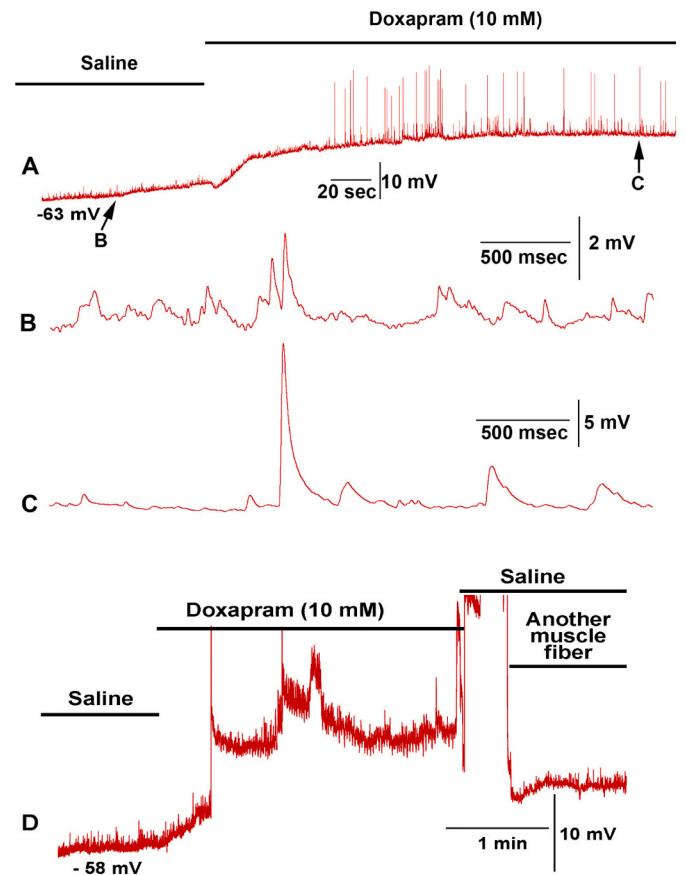 Doxapram (10 mM)
Saline
A
20 sec
10 mV
-63 mV
B
C
500 msec
2 mV
B
500 msec
5 mV
C
Saline
Doxapram (10 mM)
Another
muscle
fiber
Saline
D
1 min
10 mV
- 58 mV